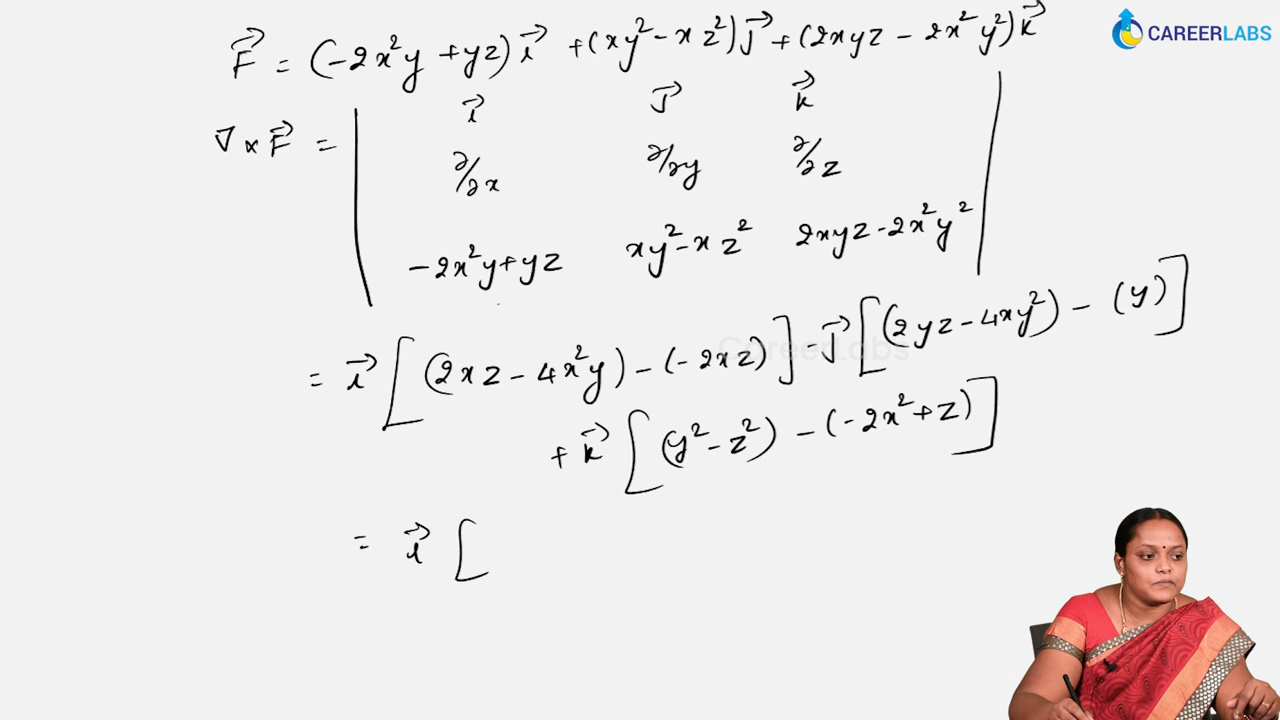 CAREERLABS
F⃗ = (-2x²y + yz) i⃗ + (xy² - xz²) j⃗ + (2xyz - 2x²y²) k⃗
i⃗ j⃗ k⃗
∇ × F⃗ =
∂/∂x ∂/∂y ∂/∂z
-2x²y+yz xy²-xz² 2xyz-2x²y²
= i⃗ [(2xz - 4x²y) - (-2xz)] - j⃗ [(2yz - 4xy²) - (y)]
CareerLabs
+ k⃗ [(y² - z²) - (-2x² + z)]
= i⃗ [